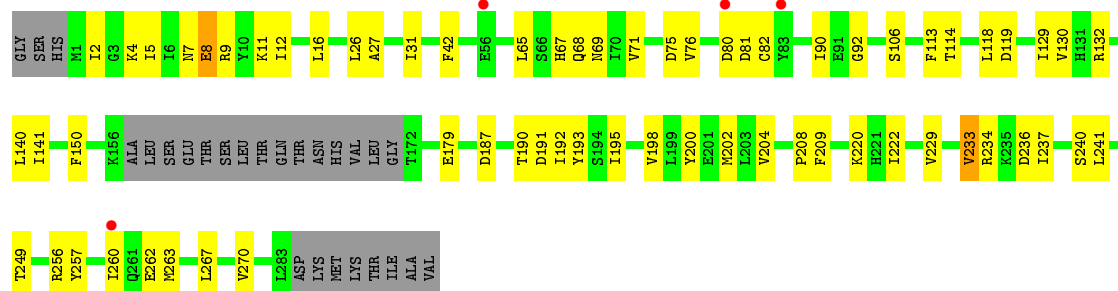 GLY SER HIS M1 I2 G3 K4 I5 I6 N7 E8 R9 Y10 K11 I12 L16 L26 A27 I31 F42 E56 L65 S66 H67 Q68 N69 I70 V71 D75 V76 D80 D81 C82 Y83 I90 E91 G92 S106 F113 T114 L118 D119 I129 V130 H131 R132
L140 I141 F150 K156 ALA LEU SER GLU THR SER LEU THR GLN THR ASN HIS VAL LEU GLY T172 E179 D187 T190 D191 I192 Y193 S194 I195 V198 L199 Y200 E201 M202 L203 V204 P208 F209 K220 H221 I222 V229 V233 R234 K235 D236 I237 S240 L241
T249 R256 Y257 I260 Q261 E262 M263 L267 V270 L283 ASP LYS MET LYS THR ILE ALA VAL